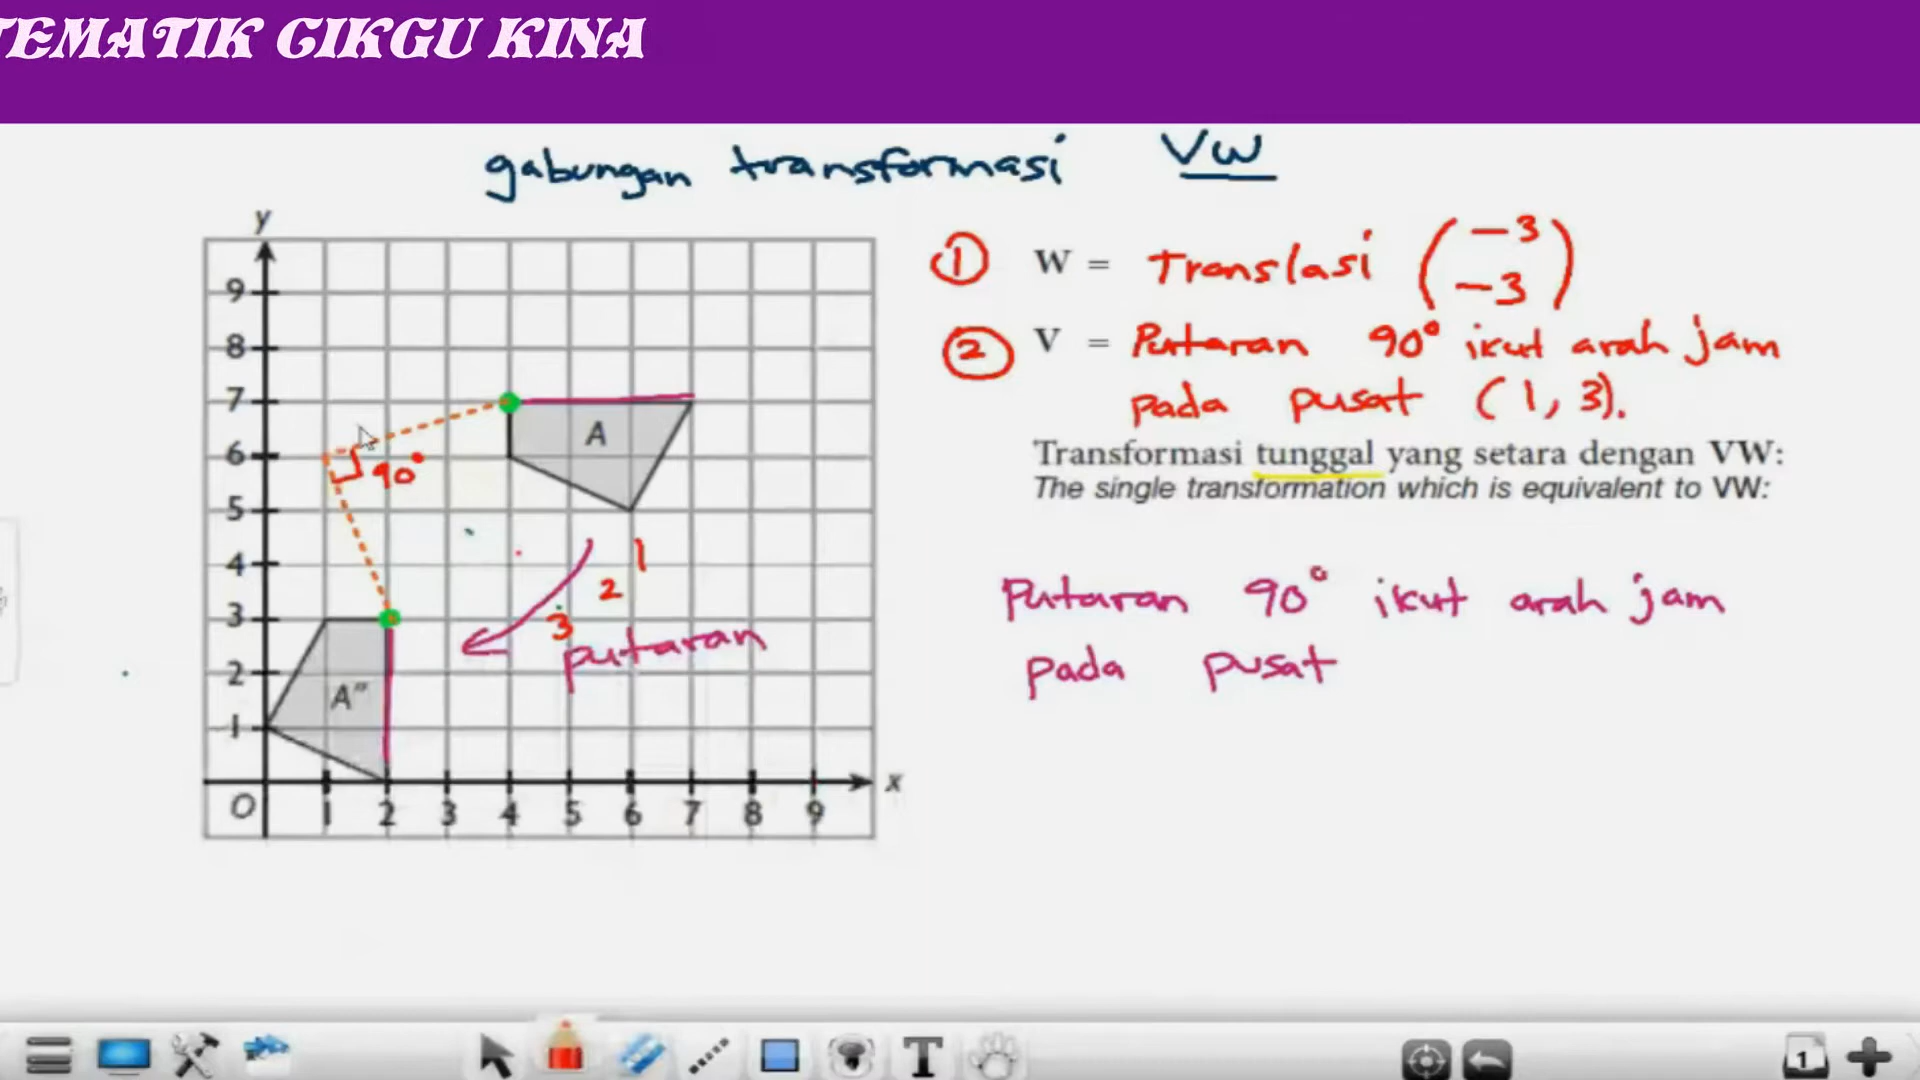 TEMATIK CIKGU KINA
gabungan transformasi VW
y
① W = Translasi (-3
-3)
② V = Putaran 90° ikut arah jam
pada pusat (1, 3).
Transformasi tunggal yang setara dengan VW:
The single transformation which is equivalent to VW:
Putaran 90° ikut arah jam
pada pusat
9
8
7
A
6
90°
5
4
1
2
3
3
putaran
2
A"
1
x
O 1 2 3 4 5 6 7 8 9
T
1